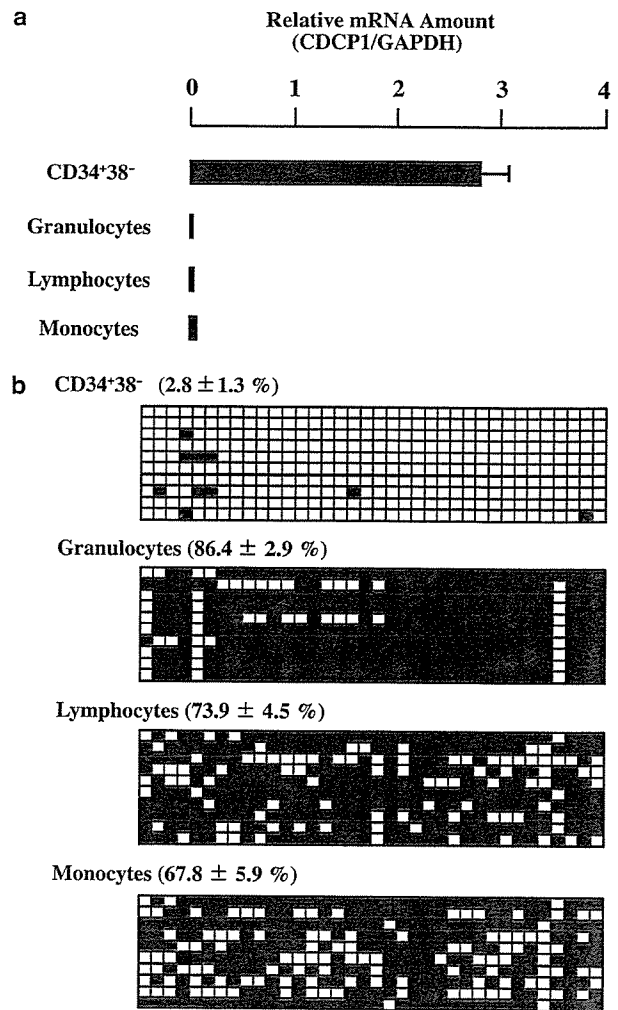 a
Relative mRNA Amount
(CDCP1/GAPDH)
0 1 2 3 4
CD34⁺38⁻
Granulocytes
Lymphocytes
Monocytes
b CD34⁺38⁻ (2.8 ± 1.3 %)
Granulocytes (86.4 ± 2.9 %)
Lymphocytes (73.9 ± 4.5 %)
Monocytes (67.8 ± 5.9 %)